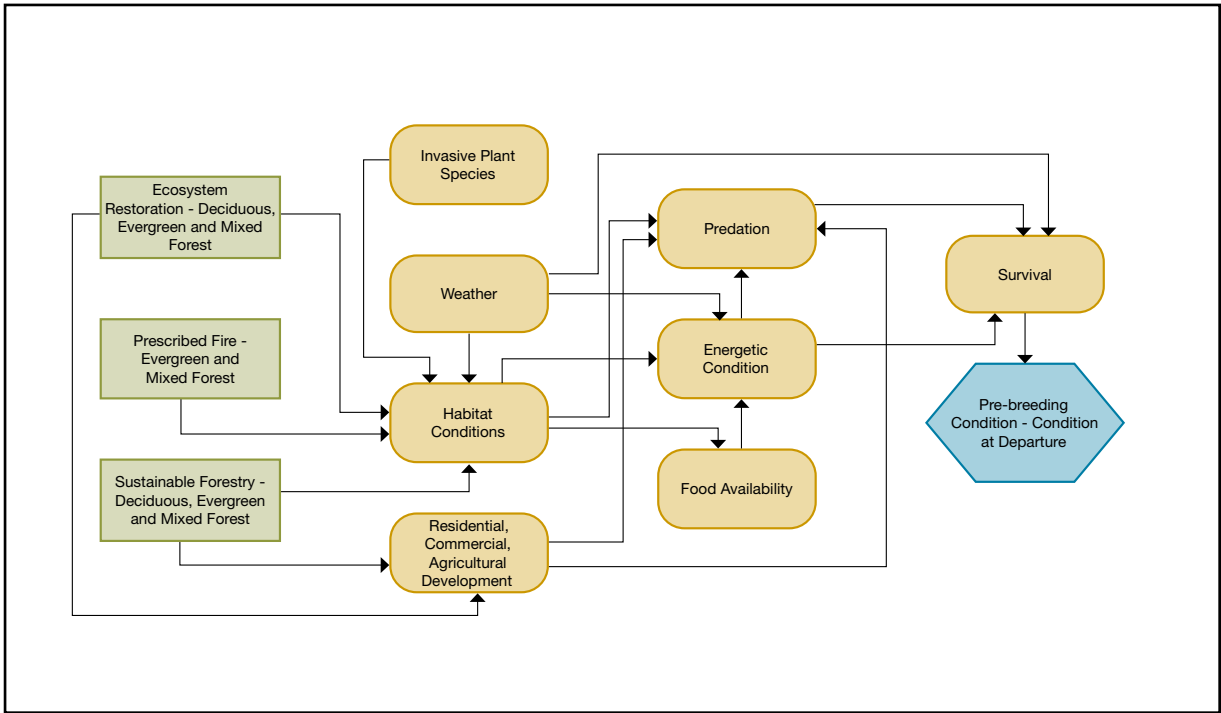 Invasive Plant
Species
Ecosystem
Restoration - Deciduous,
Evergreen and Mixed
Forest
Predation
Survival
Weather
Prescribed Fire -
Evergreen and
Mixed Forest
Energetic
Condition
Habitat
Conditions
Pre-breeding
Condition - Condition
at Departure
Sustainable Forestry -
Deciduous, Evergreen
and Mixed Forest
Food Availability
Residential,
Commercial,
Agricultural
Development